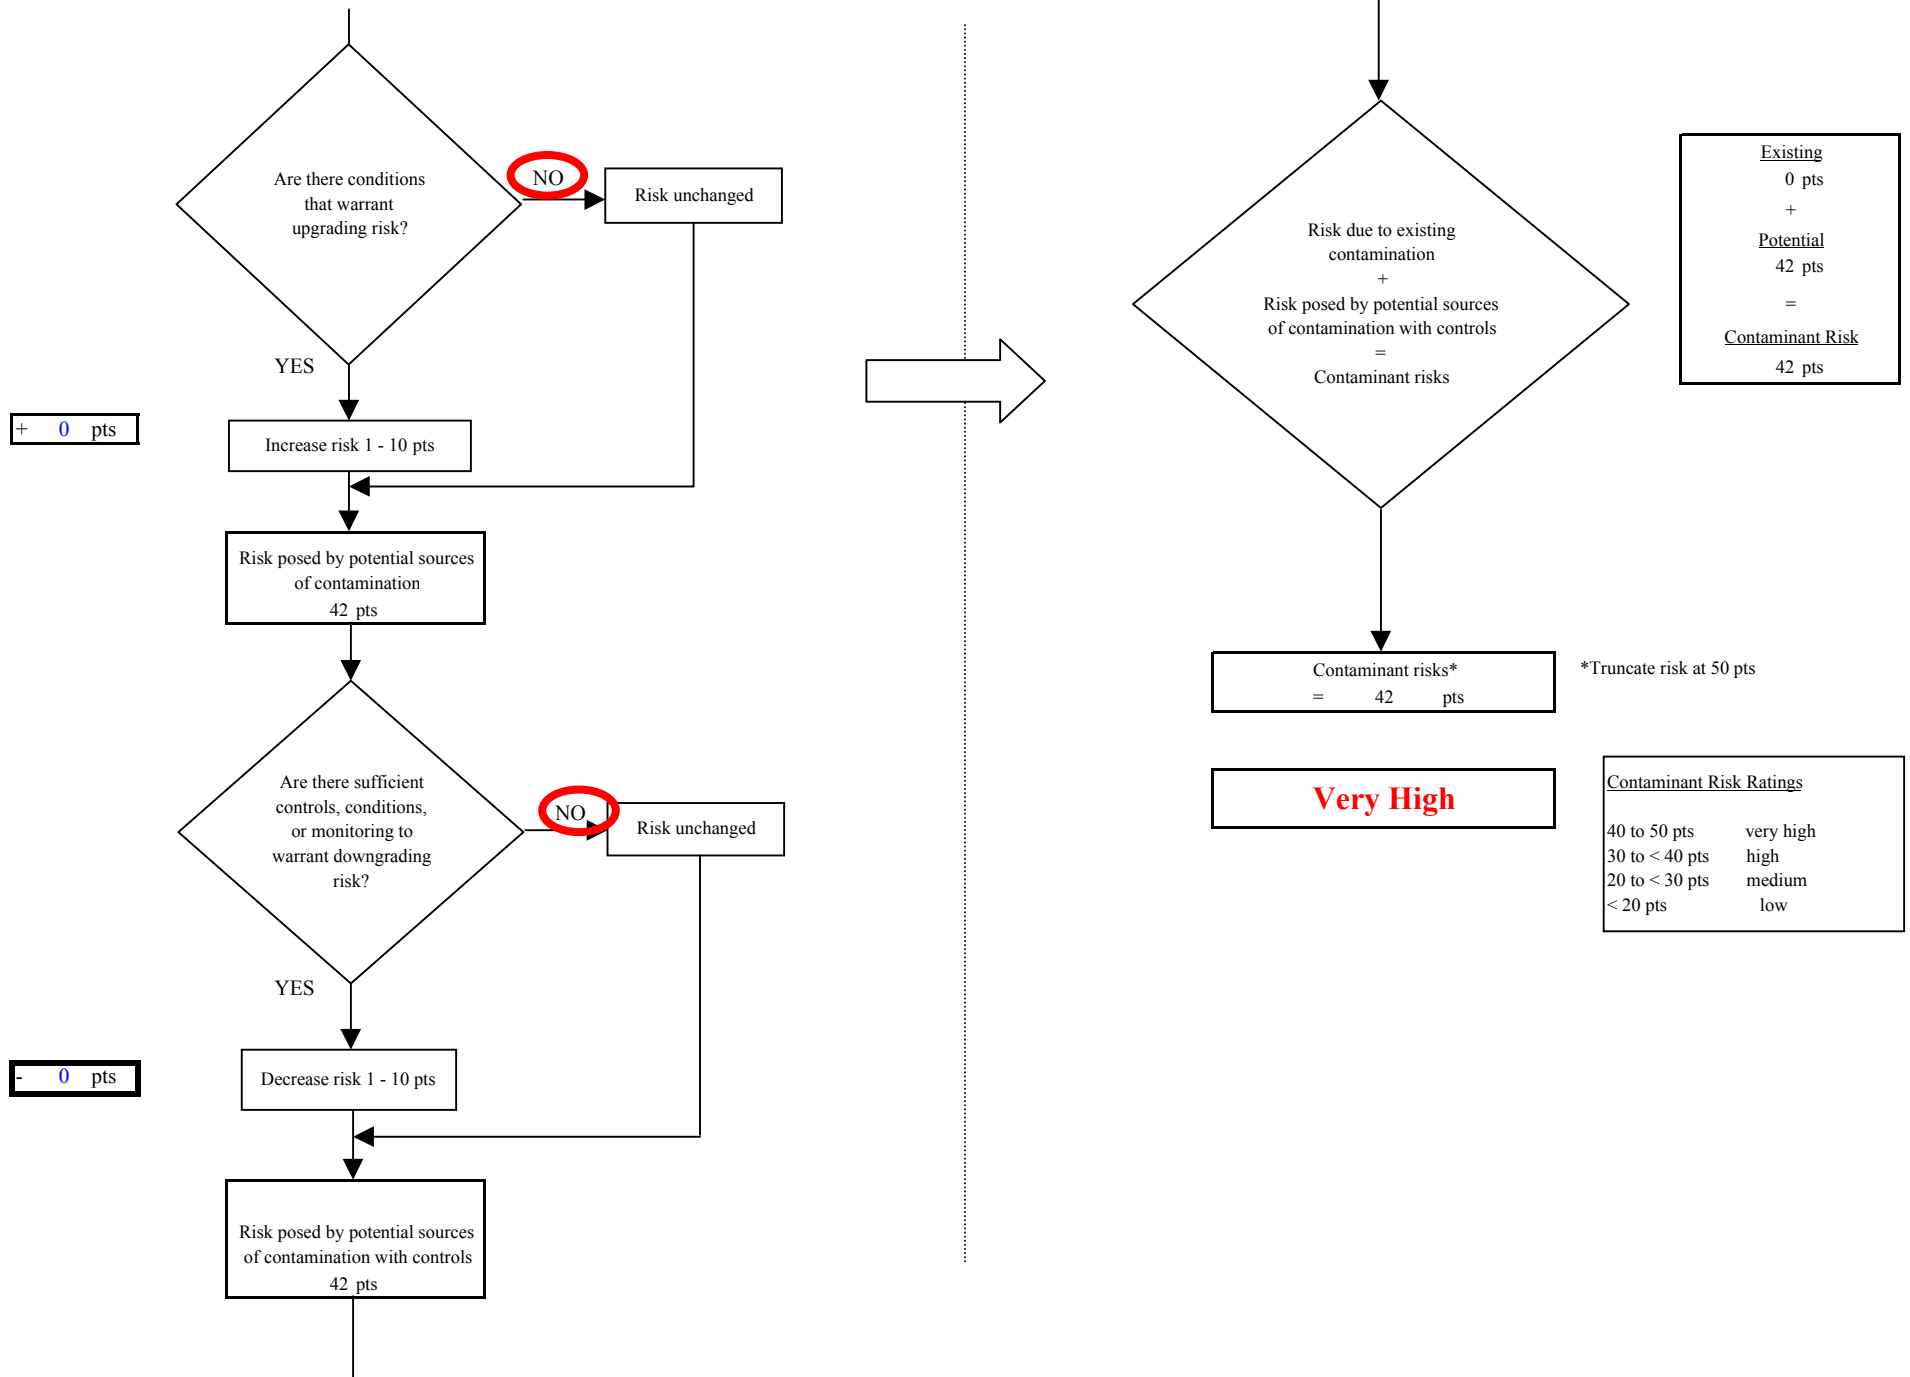 Are there conditions
that warrant
upgrading risk?
NO
Risk unchanged
YES
+ 0 pts
Increase risk 1 - 10 pts
Risk posed by potential sources
of contamination
42 pts
Are there sufficient
controls, conditions,
or monitoring to
warrant downgrading
risk?
NO
Risk unchanged
YES
- 0 pts
Decrease risk 1 - 10 pts
Risk posed by potential sources
of contamination with controls
42 pts
Risk due to existing
contamination
+
Risk posed by potential sources
of contamination with controls
=
Contaminant risks
Existing
0 pts
+
Potential
42 pts
=
Contaminant Risk
42 pts
Contaminant risks*
= 42 pts
*Truncate risk at 50 pts
Very High
Contaminant Risk Ratings
40 to 50 pts very high
30 to < 40 pts high
20 to < 30 pts medium
< 20 pts low